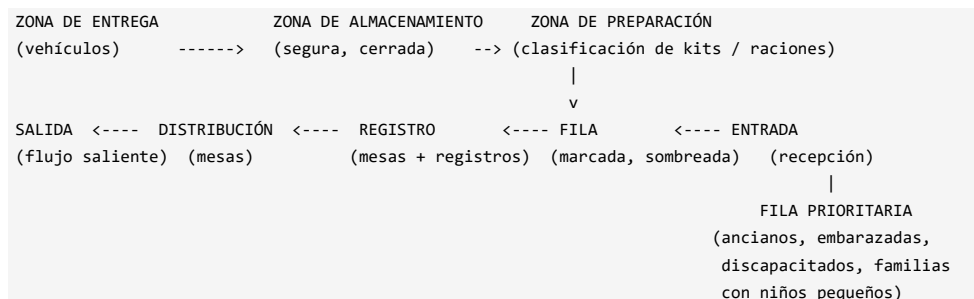 ZONA DE ENTREGA ZONA DE ALMACENAMIENTO ZONA DE PREPARACIÓN
(vehículos) ------> (segura, cerrada) --> (clasificación de kits / raciones)
|
v
SALIDA <---- DISTRIBUCIÓN <---- REGISTRO <---- FILA <---- ENTRADA
(flujo saliente) (mesas) (mesas + registros) (marcada, sombreada) (recepción)
|
FILA PRIORITARIA
(ancianos, embarazadas,
discapacitados, familias
con niños pequeños)